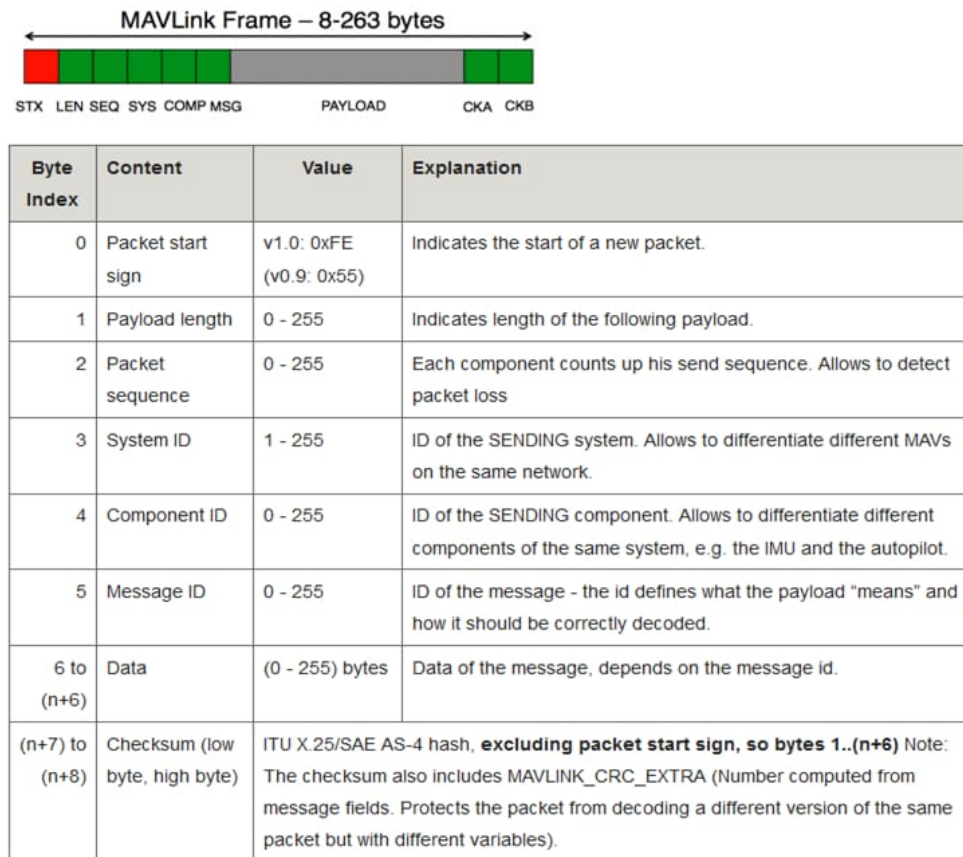 MAVLink Frame – 8-263 bytes
STX LEN SEQ SYS COMP MSG PAYLOAD CKA CKB
Byte Index Content Value Explanation
0 Packet start sign v1.0: 0xFE (v0.9: 0x55) Indicates the start of a new packet.
1 Payload length 0 - 255 Indicates length of the following payload.
2 Packet sequence 0 - 255 Each component counts up his send sequence. Allows to detect packet loss
3 System ID 1 - 255 ID of the SENDING system. Allows to differentiate different MAVs on the same network.
4 Component ID 0 - 255 ID of the SENDING component. Allows to differentiate different components of the same system, e.g. the IMU and the autopilot.
5 Message ID 0 - 255 ID of the message - the id defines what the payload “means” and how it should be correctly decoded.
6 to (n+6) Data (0 - 255) bytes Data of the message, depends on the message id.
(n+7) to (n+8) Checksum (low byte, high byte) ITU X.25/SAE AS-4 hash, excluding packet start sign, so bytes 1..(n+6) Note: The checksum also includes MAVLINK_CRC_EXTRA (Number computed from message fields. Protects the packet from decoding a different version of the same packet but with different variables).